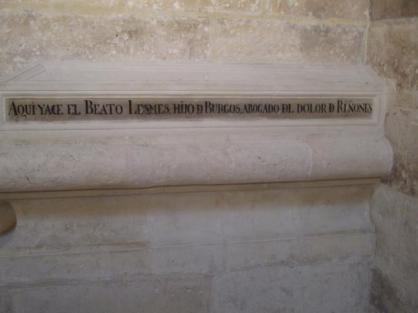 AQUI YACE EL BEATO LESMES HIJO D BURGOS, ABOGADO DL DOLOR D RIÑONES